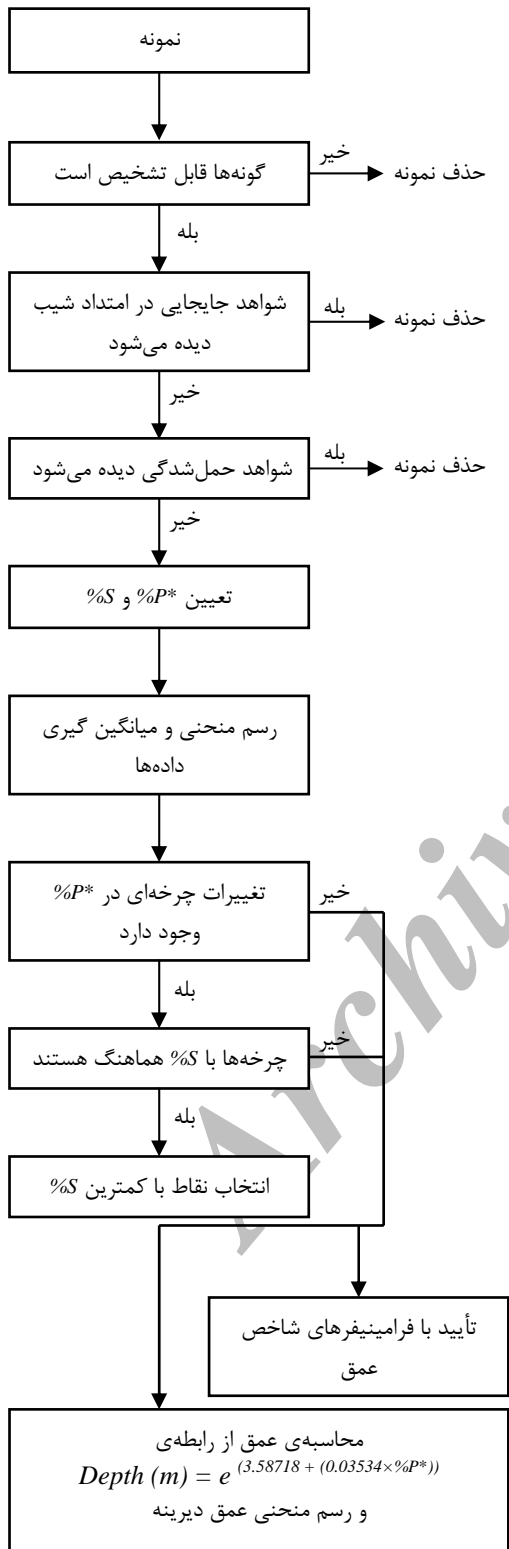 نمونه
گونه‌ها قابل تشخیص است
خیر
حذف نمونه
بله
شواهد جایجایی در امتداد شیب
دیده می‌شود
بله
حذف نمونه
خیر
شواهد حمل‌شدگی دیده می‌شود
بله
حذف نمونه
خیر
تعیین %P* و %S
رسم منحنی و میانگین گیری
داده‌ها
تغییرات چرخه‌ای در %P*
وجود دارد
خیر
بله
چرخه‌ها با %S هماهنگ هستند
خیر
بله
انتخاب نقاط با کمترین %S
تأیید با فرامینیفرهای شاخص
عمق
محاسبه‌ی عمق از رابطه‌ی
Depth (m) = e (3.58718 + (0.03534×%P*))
و رسم منحنی عمق دیرینه
Archiv